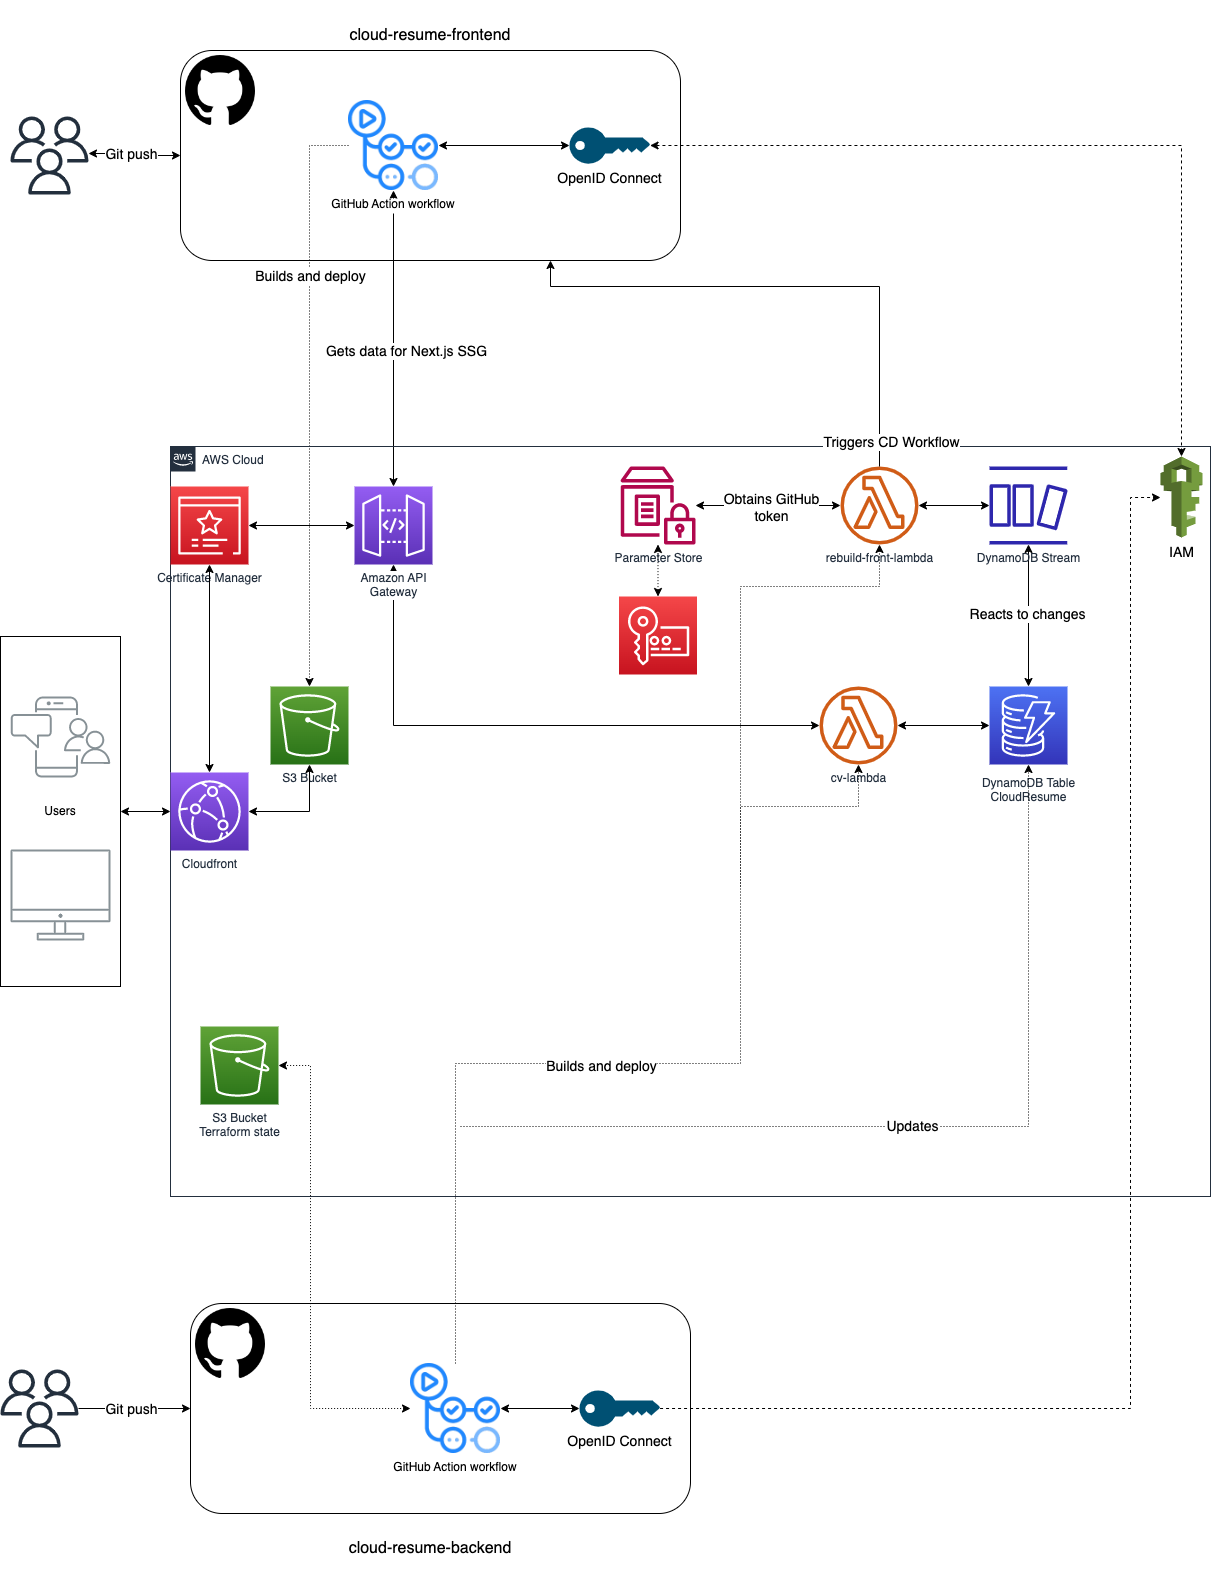 cloud-resume-frontend
Git push
OpenID Connect
GitHub Action workflow
Builds and deploy
Gets data for Next.js SSG
Triggers CD Workflow
aws
AWS Cloud
Obtains GitHub
token
Parameter Store
rebuild-front-lambda
DynamoDB Stream
IAM
Certificate Manager
Amazon API
Gateway
Reacts to changes
S3 Bucket
cv-lambda
DynamoDB Table
CloudResume
Users
Cloudfront
Builds and deploy
S3 Bucket
Terraform state
Updates
Git push
OpenID Connect
GitHub Action workflow
cloud-resume-backend